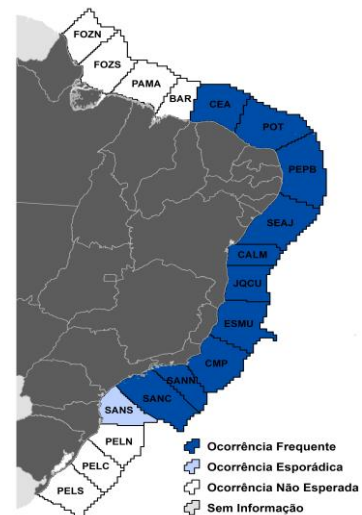 FOZN
FOZS
PAMA
BAR
CEA
POT
PEPB
SEAJ
CALM
JQCU
ESMU
CMP
SANN
SANC
SANS
PELN
PELC
PELS
Ocorrência Frequente
Ocorrência Esporádica
Ocorrência Não Esperada
Sem Informação